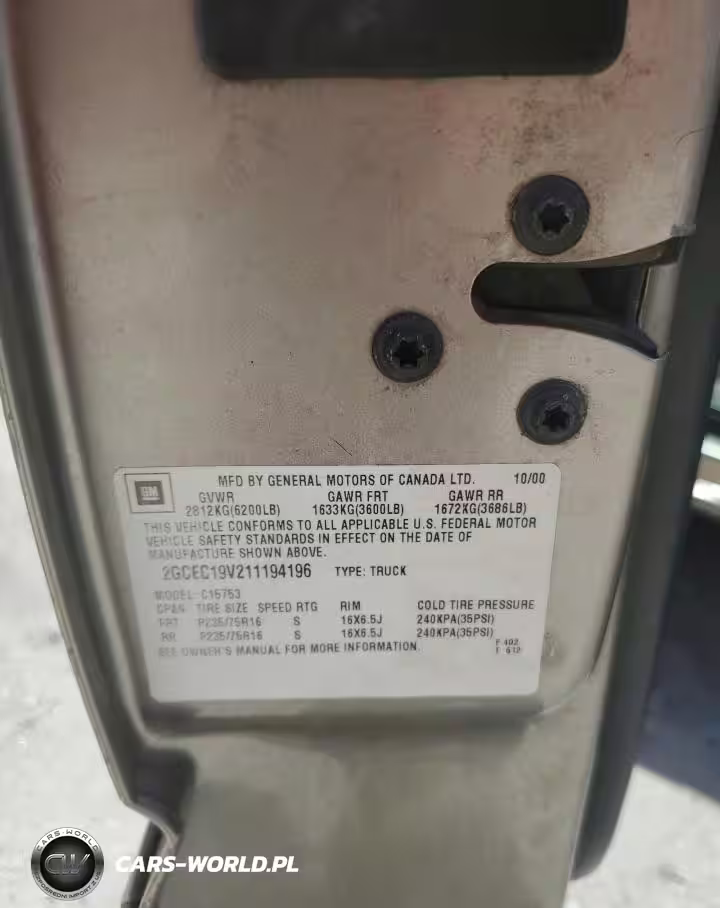 GM
MFD BY GENERAL MOTORS OF CANADA LTD. 10/00
GVWR GAWR FRT GAWR RR
2812KG(6200LB) 1633KG(3600LB) 1672KG(3686LB)
THIS VEHICLE CONFORMS TO ALL APPLICABLE U.S. FEDERAL MOTOR
VEHICLE SAFETY STANDARDS IN EFFECT ON THE DATE OF
MANUFACTURE SHOWN ABOVE.
2GCEC19V211194196 TYPE: TRUCK
MODEL: C15753
TIRE SIZE SPEED RTG RIM COLD TIRE PRESSURE
FRT P235/75R16 S 16X6.5J 240KPA(35PSI)
RR P235/75R16 S 16X6.5J 240KPA(35PSI)
SEE OWNER'S MANUAL FOR MORE INFORMATION.
CARS-WORLD
CW
CARS-WORLD.PL